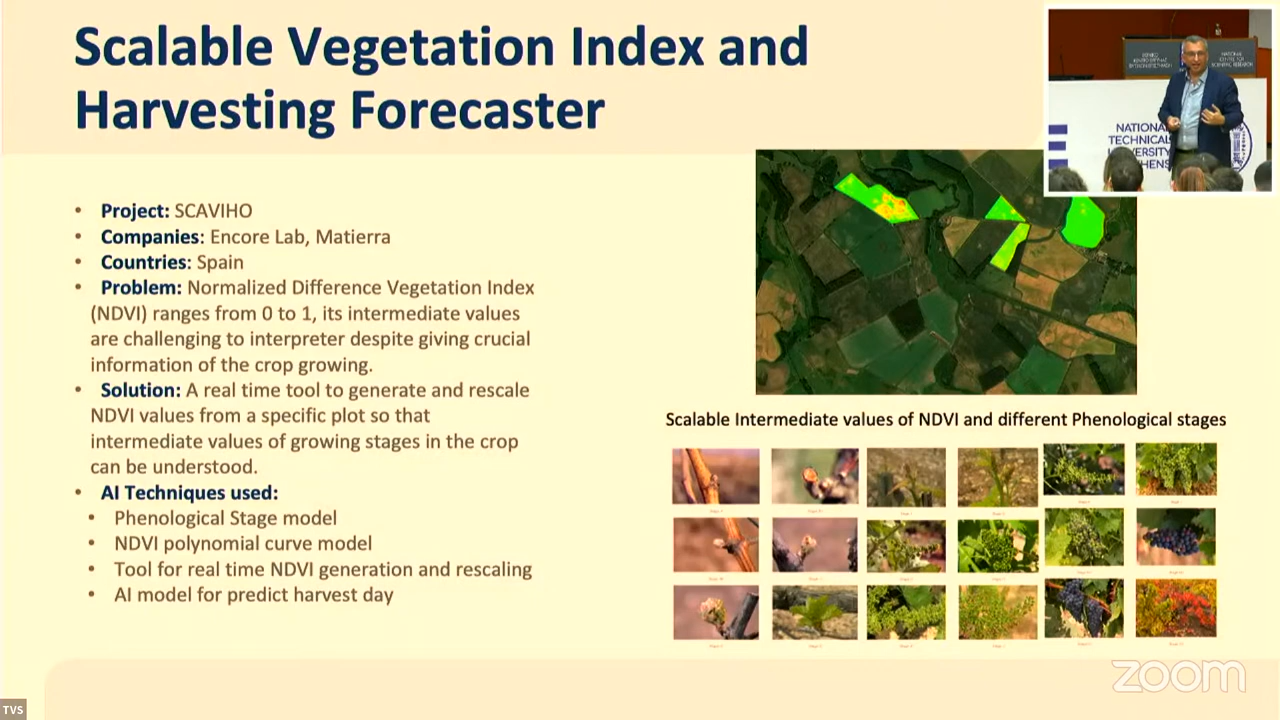 Scalable Vegetation Index and
Harvesting Forecaster
NATIONAL
TECHNICAL
UNIVERSITY
• Project: SCAVIHO
• Companies: Encore Lab, Matierra
• Countries: Spain
• Problem: Normalized Difference Vegetation Index
(NDVI) ranges from 0 to 1, its intermediate values
are challenging to interpreter despite giving crucial
information of the crop growing.
• Solution: A real time tool to generate and rescale
NDVI values from a specific plot so that
intermediate values of growing stages in the crop
can be understood.
• AI Techniques used:
• Phenological Stage model
• NDVI polynomial curve model
• Tool for real time NDVI generation and rescaling
• AI model for predict harvest day
Scalable Intermediate values of NDVI and different Phenological stages
zoom
TVS